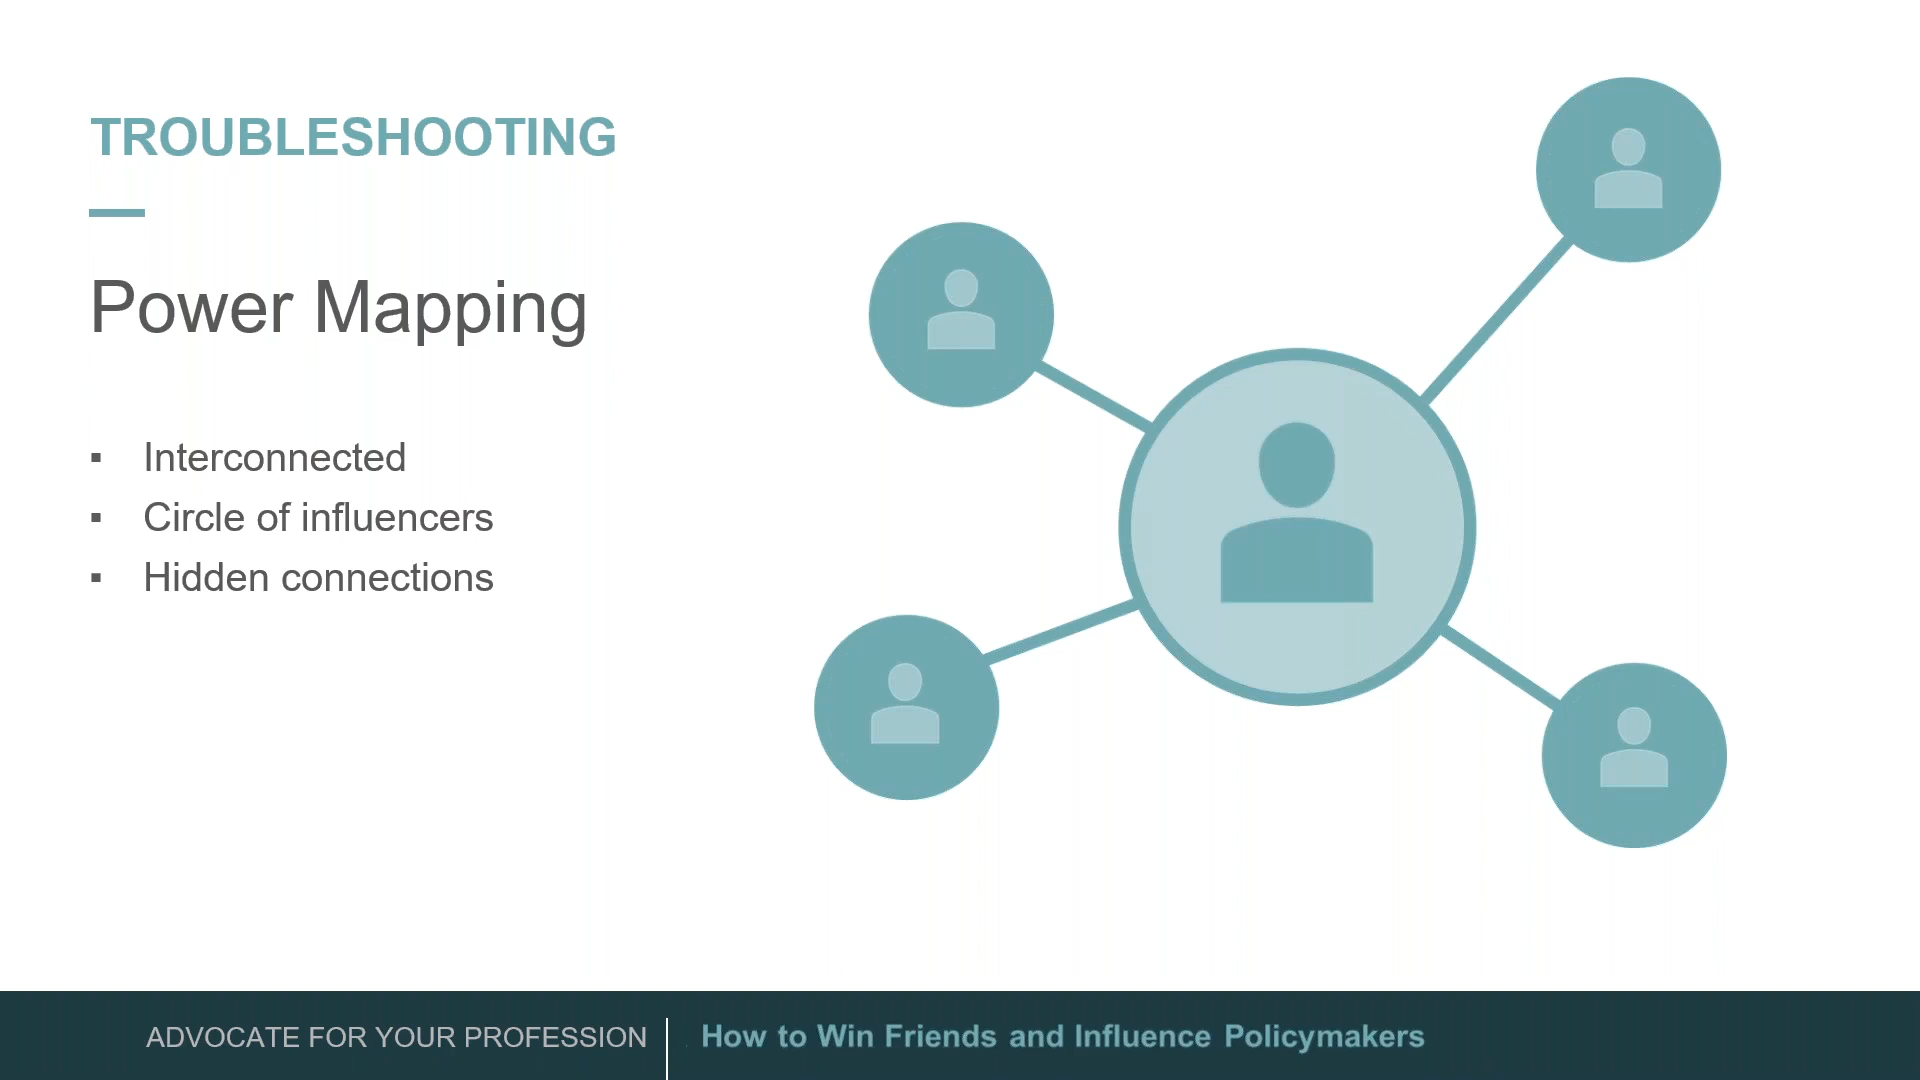 TROUBLESHOOTING
Power Mapping
▪ Interconnected
▪ Circle of influencers
▪ Hidden connections
ADVOCATE FOR YOUR PROFESSION
How to Win Friends and Influence Policymakers